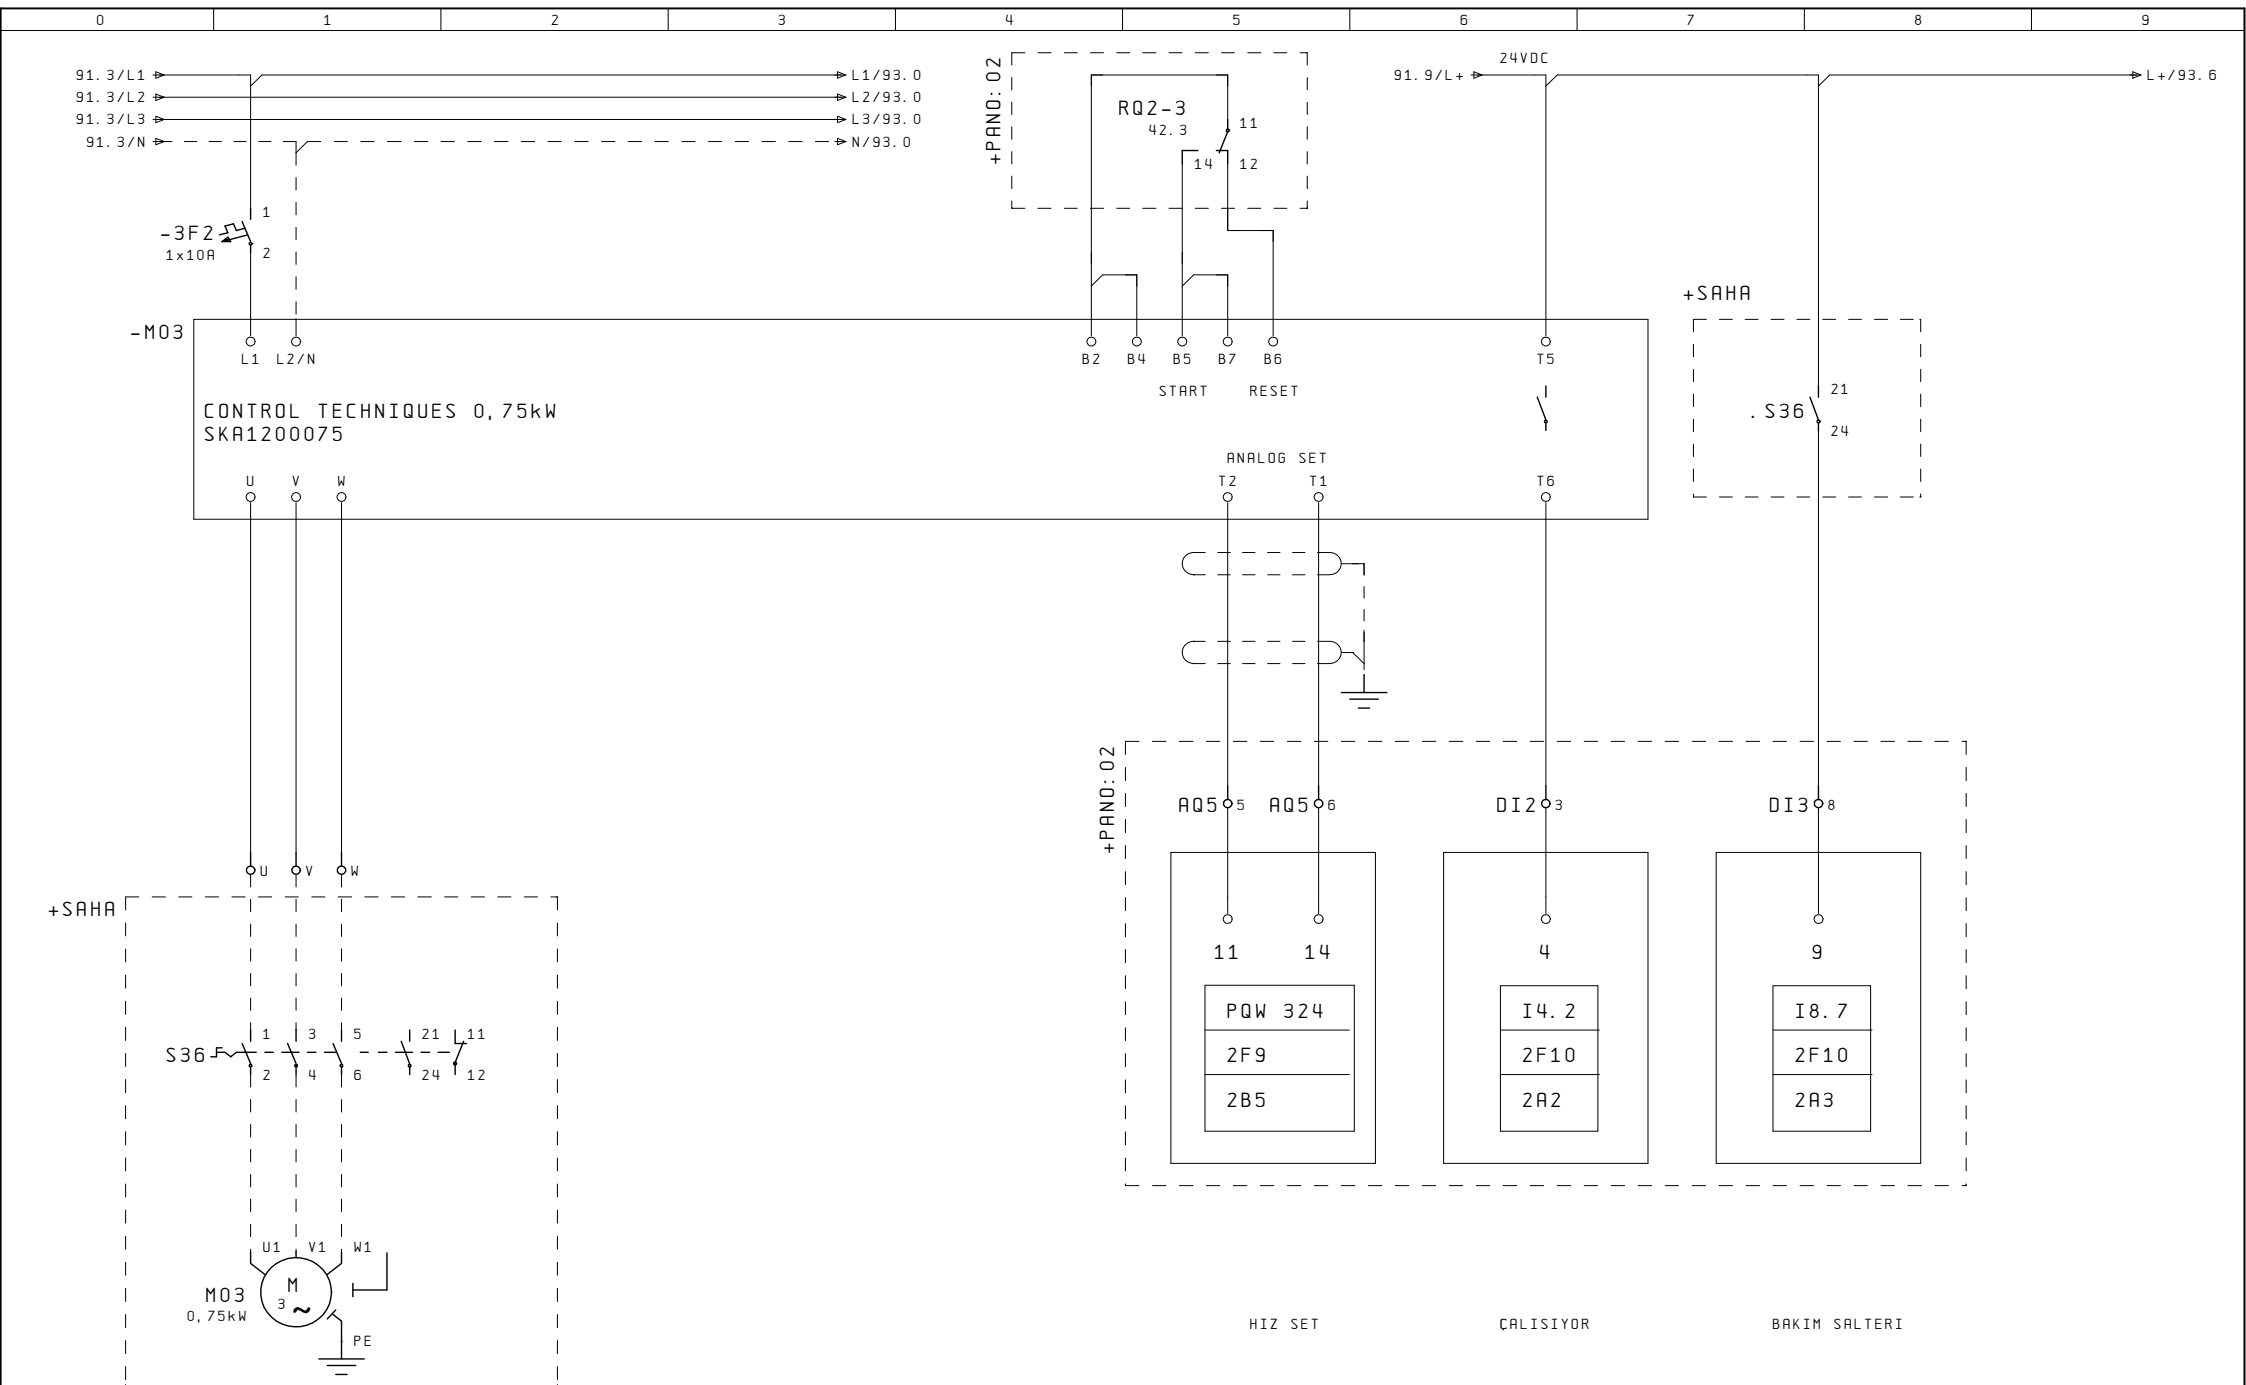 0 1 2 3 4 5 6 7 8 9
91.3/L1 L1/93.0
91.3/L2 L2/93.0
91.3/L3 L3/93.0
91.3/N N/93.0
+PANO:02
RQ2-3
42.3
11
14 12
24VDC
91.9/L+ L+/93.6
-3F2
1x10A
1
2
+SAHA
.S36
21
24
-M03
L1 L2/N
B2 B4 B5 B7 B6
START RESET
T5
CONTROL TECHNIQUES 0,75kW
SKA1200075
ANALOG SET
U V W
T2 T1 T6
+PANO:02
AQ5 5 AQ5 6 DI2 3 DI3 8
U V W
11 14 4 9
PQW 324 I4.2 I8.7
2F9 2F10 2F10
2B5 2A2 2A3
+SAHA
S36
1 3 5 21 11
2 4 6 24 12
U1 V1 W1
M
3 ~
M03
0,75kW
PE
HIZ SET ÇALISIYOR BAKIM SALTERI